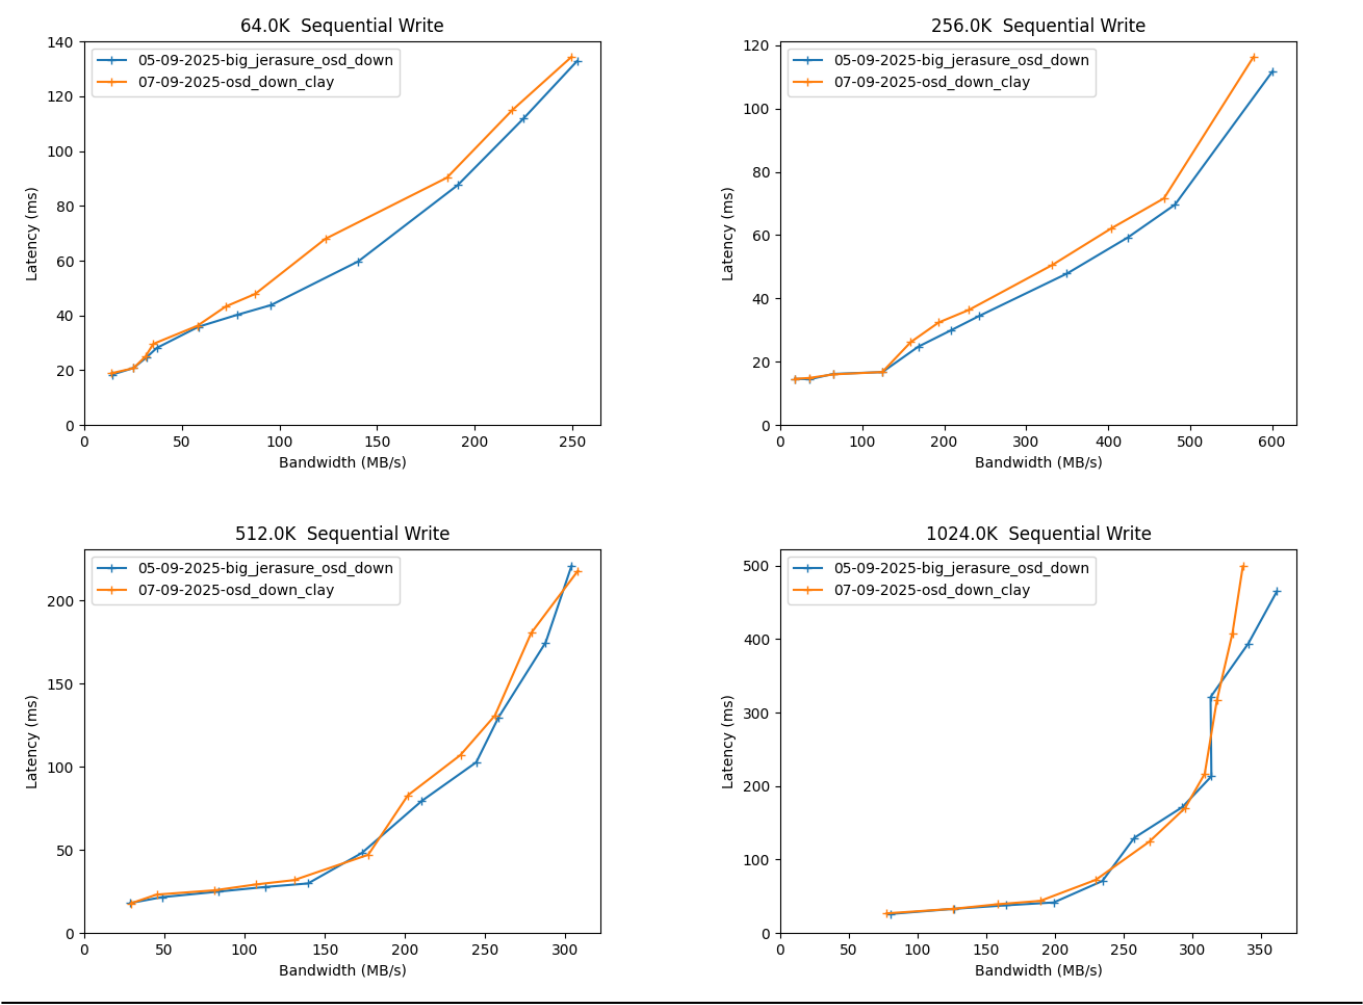 64.0K  Sequential Write
140
120
100
80
60
40
20
0
Latency (ms)
05-09-2025-big_jerasure_osd_down
07-09-2025-osd_down_clay
0 50 100 150 200 250
Bandwidth (MB/s)
256.0K  Sequential Write
120
100
80
60
40
20
0
Latency (ms)
05-09-2025-big_jerasure_osd_down
07-09-2025-osd_down_clay
0 100 200 300 400 500 600
Bandwidth (MB/s)
512.0K  Sequential Write
200
150
100
50
0
Latency (ms)
05-09-2025-big_jerasure_osd_down
07-09-2025-osd_down_clay
0 50 100 150 200 250 300
Bandwidth (MB/s)
1024.0K  Sequential Write
500
400
300
200
100
0
Latency (ms)
05-09-2025-big_jerasure_osd_down
07-09-2025-osd_down_clay
0 50 100 150 200 250 300 350
Bandwidth (MB/s)